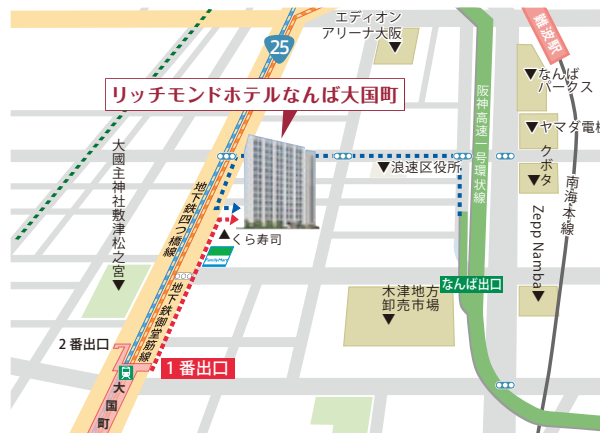 エディオン
アリーナ大阪
難波駅
25
なんば
パークス
リッチモンドホテルなんば大国町
阪神高速一号環状線
ヤマダ電機
クボタ
浪速区役所
大國主神社敷津松之宮
地下鉄四つ橋線
南海本線
くら寿司
FamilyMart
Zepp Namba
なんば出口
木津地方
卸売市場
地下鉄御堂筋線
2番出口
1番出口
大国町